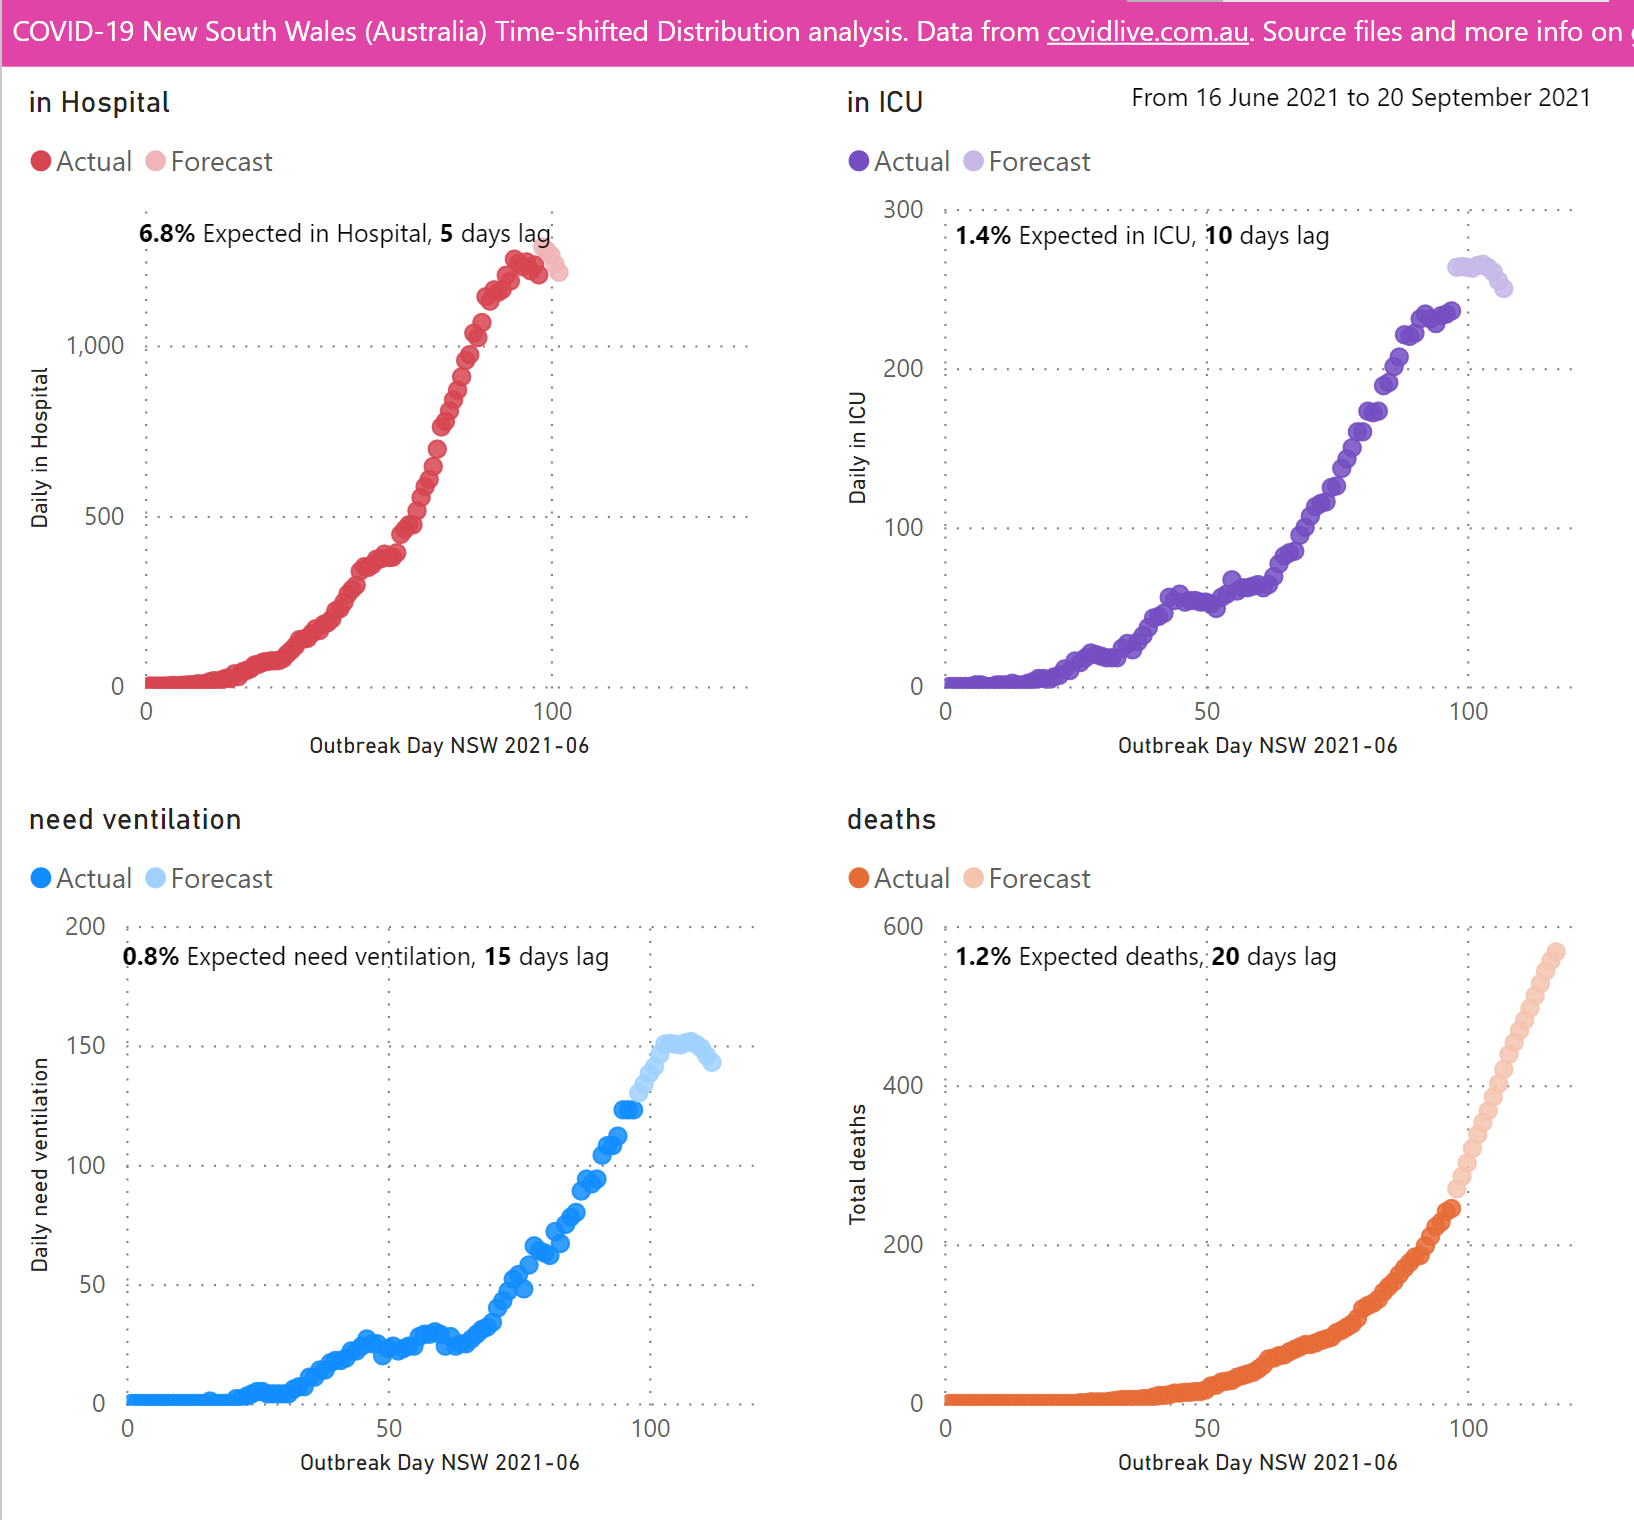 COVID-19 New South Wales (Australia) Time-shifted Distribution analysis. Data from covidlive.com.au. Source files and more info on
in Hospital
Actual Forecast
6.8% Expected in Hospital, 5 days lag
1,000
500
0
0 100
Daily in Hospital
Outbreak Day NSW 2021-06
in ICU
From 16 June 2021 to 20 September 2021
Actual Forecast
300
1.4% Expected in ICU, 10 days lag
200
100
0
0 50 100
Daily in ICU
Outbreak Day NSW 2021-06
need ventilation
Actual Forecast
200
0.8% Expected need ventilation, 15 days lag
150
100
50
0
0 50 100
Daily need ventilation
Outbreak Day NSW 2021-06
deaths
Actual Forecast
600
1.2% Expected deaths, 20 days lag
400
200
0
0 50 100
Total deaths
Outbreak Day NSW 2021-06